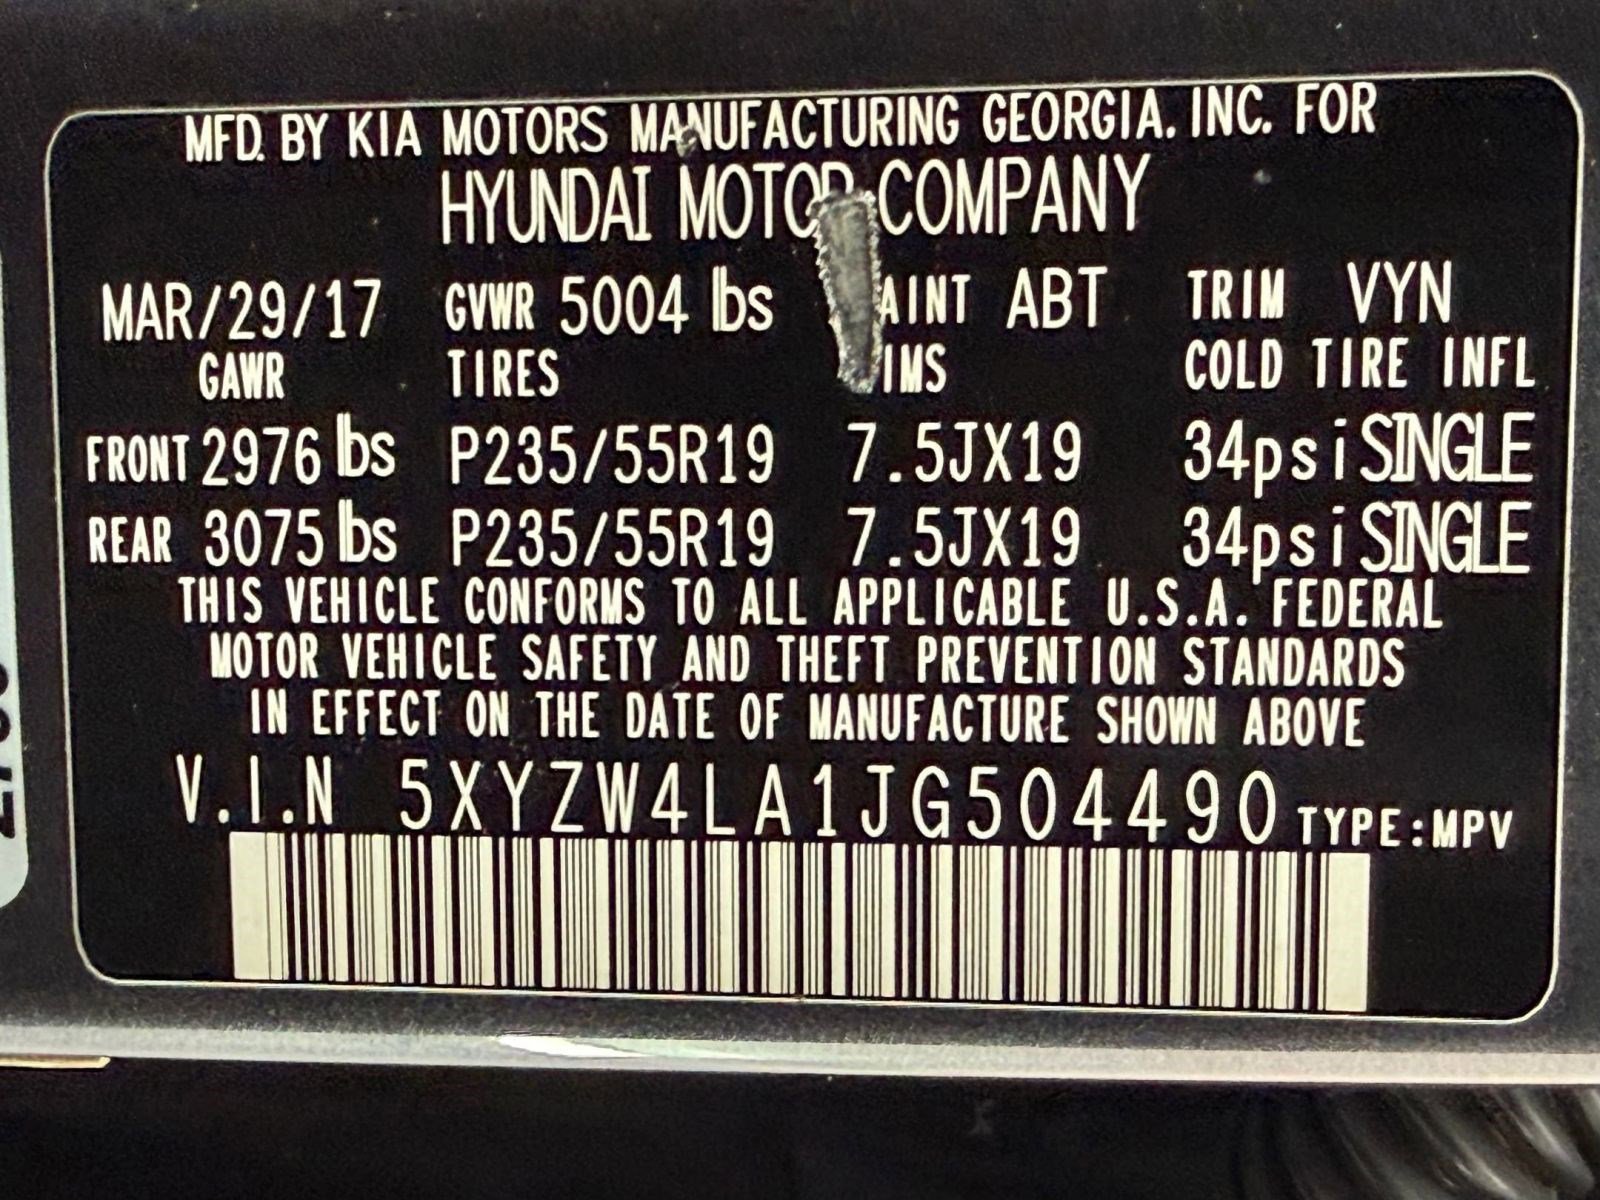 MFD. BY KIA MOTORS MANUFACTURING GEORGIA. INC. FOR
HYUNDAI MOTOR COMPANY
MAR/29/17 GVWR 5004 lbs AINT ABT TRIM VYN
GAWR TIRES IMS COLD TIRE INFL
FRONT 2976 lbs P235/55R19 7.5JX19 34psi SINGLE
REAR 3075 lbs P235/55R19 7.5JX19 34psi SINGLE
THIS VEHICLE CONFORMS TO ALL APPLICABLE U.S.A. FEDERAL
MOTOR VEHICLE SAFETY AND THEFT PREVENTION STANDARDS
IN EFFECT ON THE DATE OF MANUFACTURE SHOWN ABOVE
V.I.N 5XYZW4LA1JG504490 TYPE:MPV